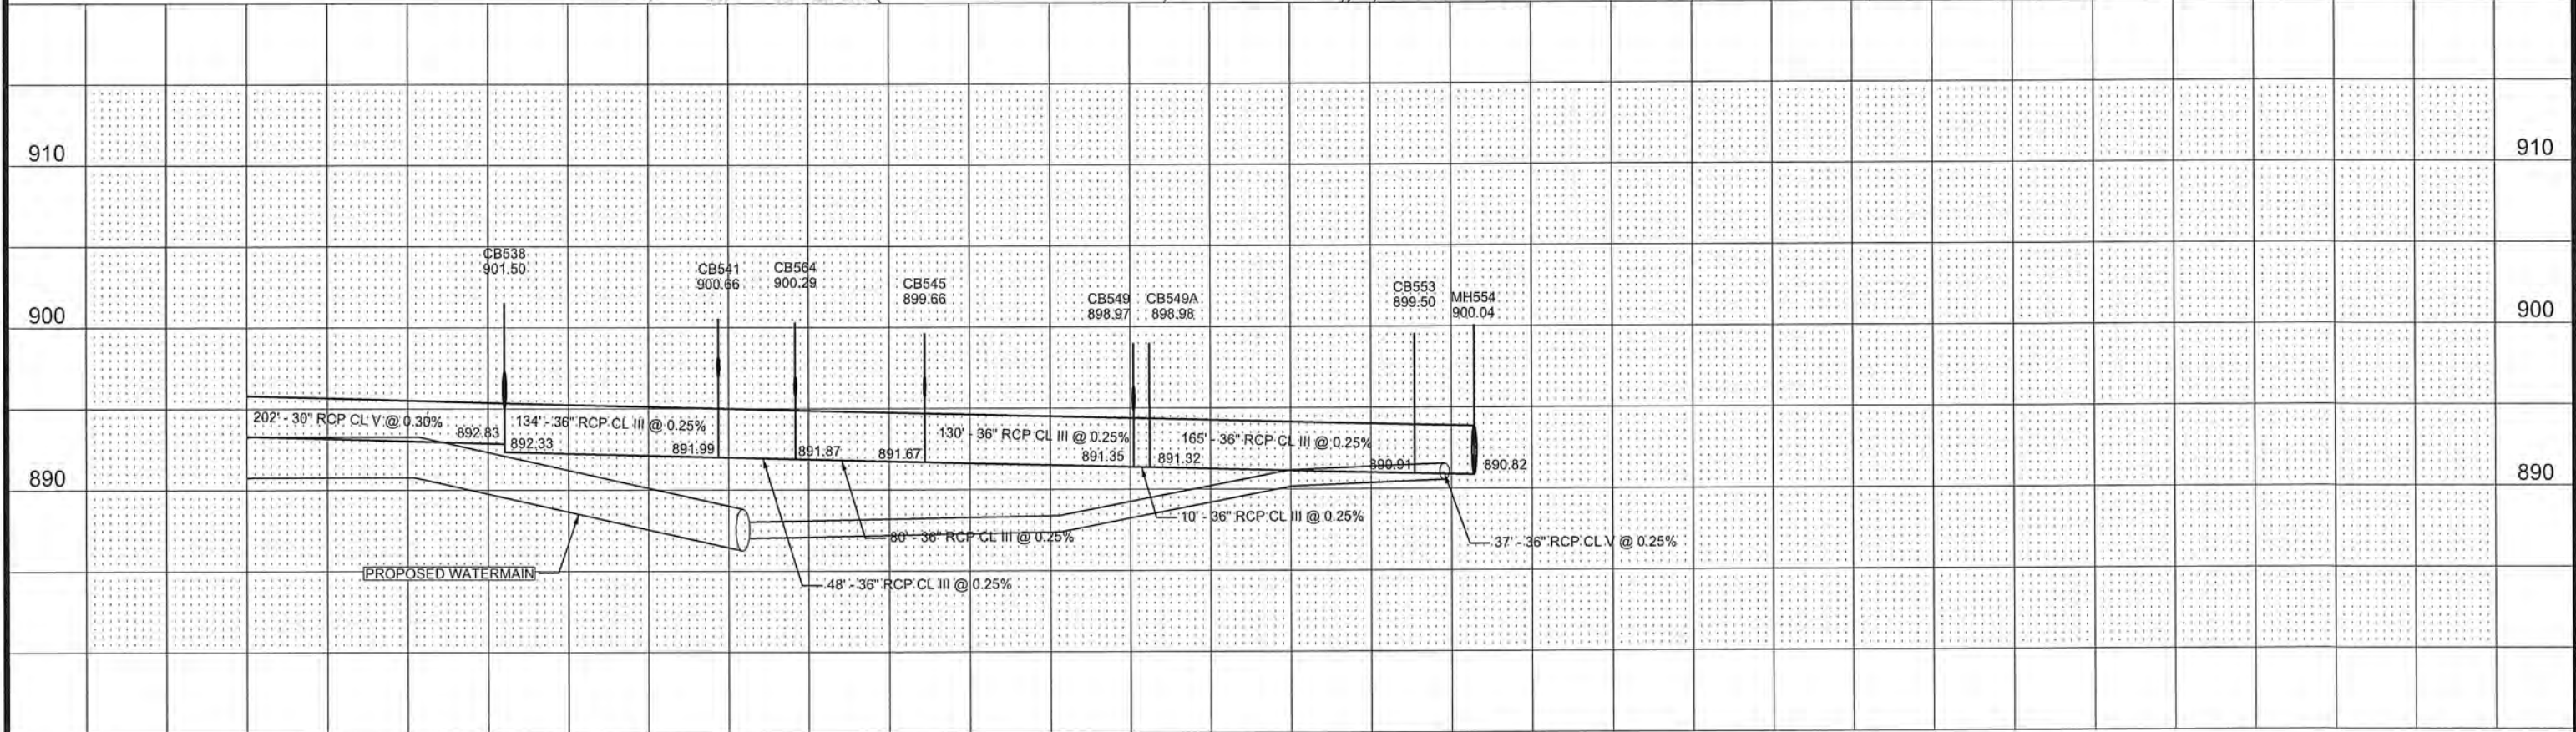 910
910
CB538
901.50
CB541
900.66
CB564
900.29
CB545
899.66
CB549
898.97
CB549A
898.98
CB553
899.50
MH554
900.04
900
900
202' - 30" RCP CL V @ 0.30%
892.83
892.33
134' - 36" RCP CL III @ 0.25%
891.99
891.87
891.67
130' - 36" RCP CL III @ 0.25%
891.35
891.32
165' - 36" RCP CL III @ 0.25%
890.91
890.82
890
890
10' - 36" RCP CL III @ 0.25%
80' - 36" RCP CL III @ 0.25%
37' - 36" RCP CL V @ 0.25%
PROPOSED WATERMAIN
48' - 36" RCP CL III @ 0.25%